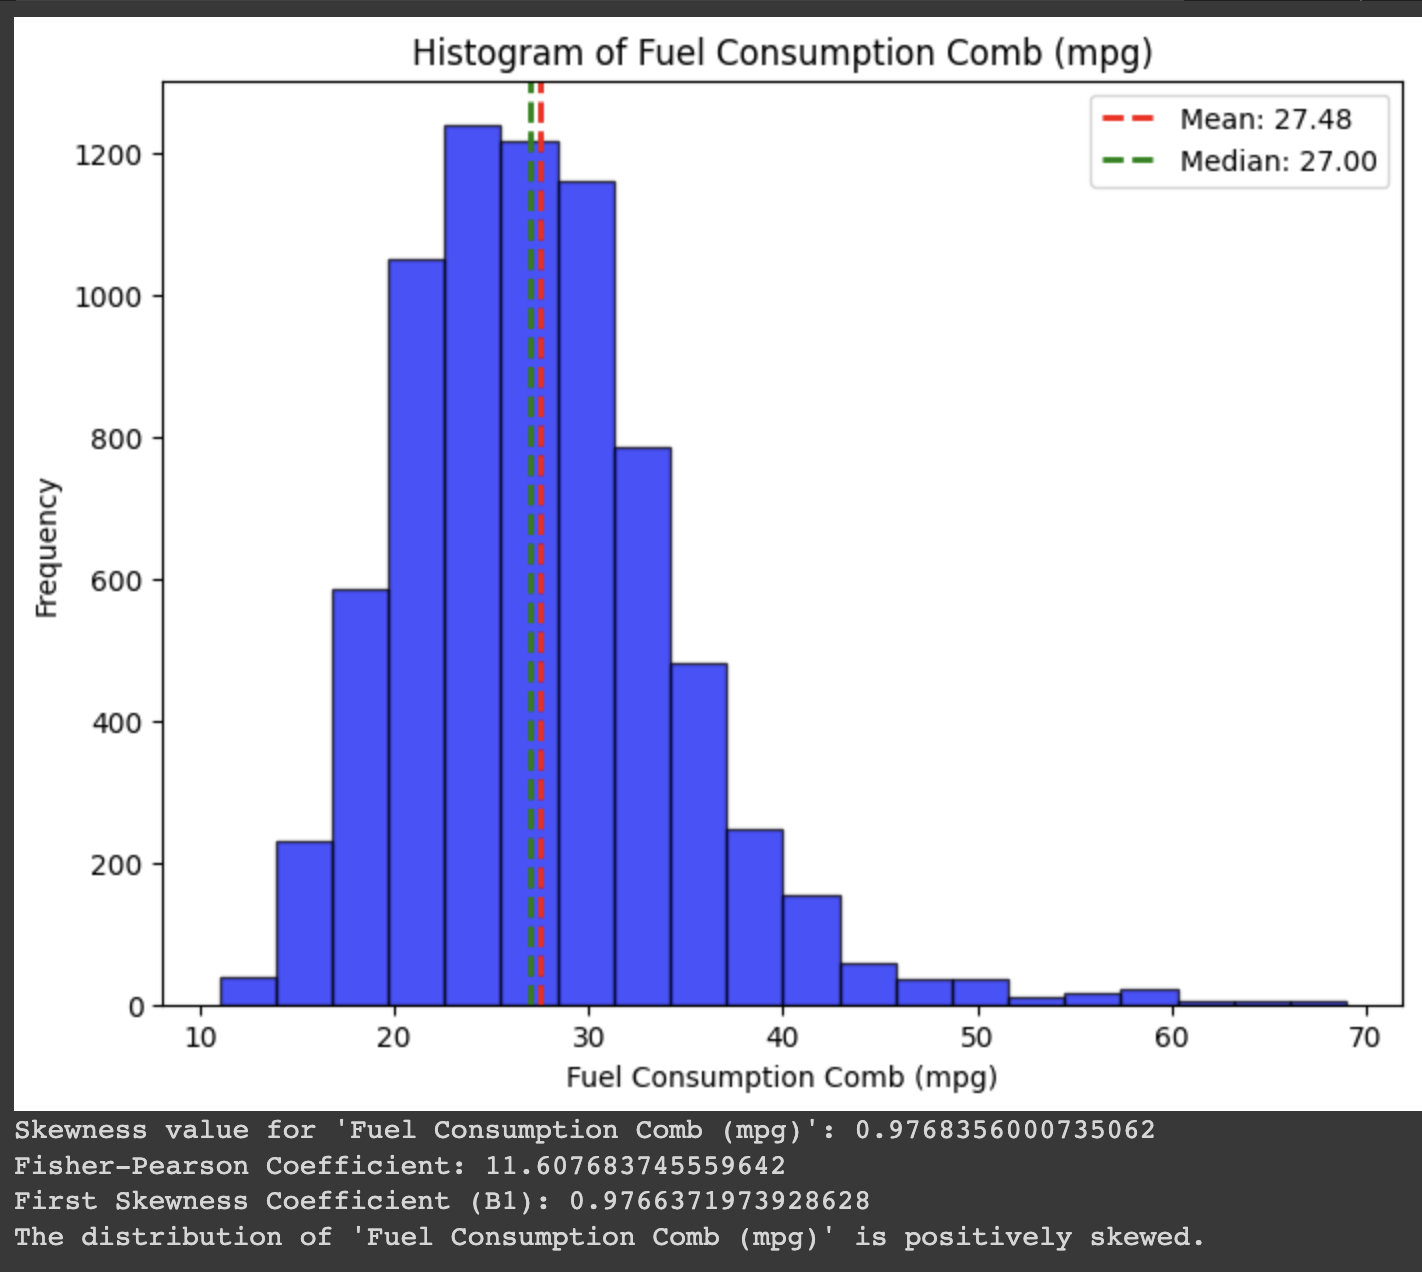 Histogram of Fuel Consumption Comb (mpg)
Mean: 27.48
Median: 27.00
1200
1000
800
600
400
200
0
Frequency
10 20 30 40 50 60 70
Fuel Consumption Comb (mpg)
Skewness value for 'Fuel Consumption Comb (mpg)': 0.9768356000735062
Fisher-Pearson Coefficient: 11.607683745559642
First Skewness Coefficient (B1): 0.9766371973928628
The distribution of 'Fuel Consumption Comb (mpg)' is positively skewed.